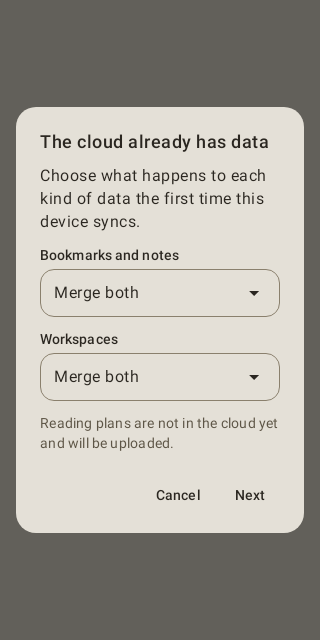 The cloud already has data
Choose what happens to each
kind of data the first time this
device syncs.
Bookmarks and notes
Merge both
Workspaces
Merge both
Reading plans are not in the cloud yet
and will be uploaded.
Cancel Next